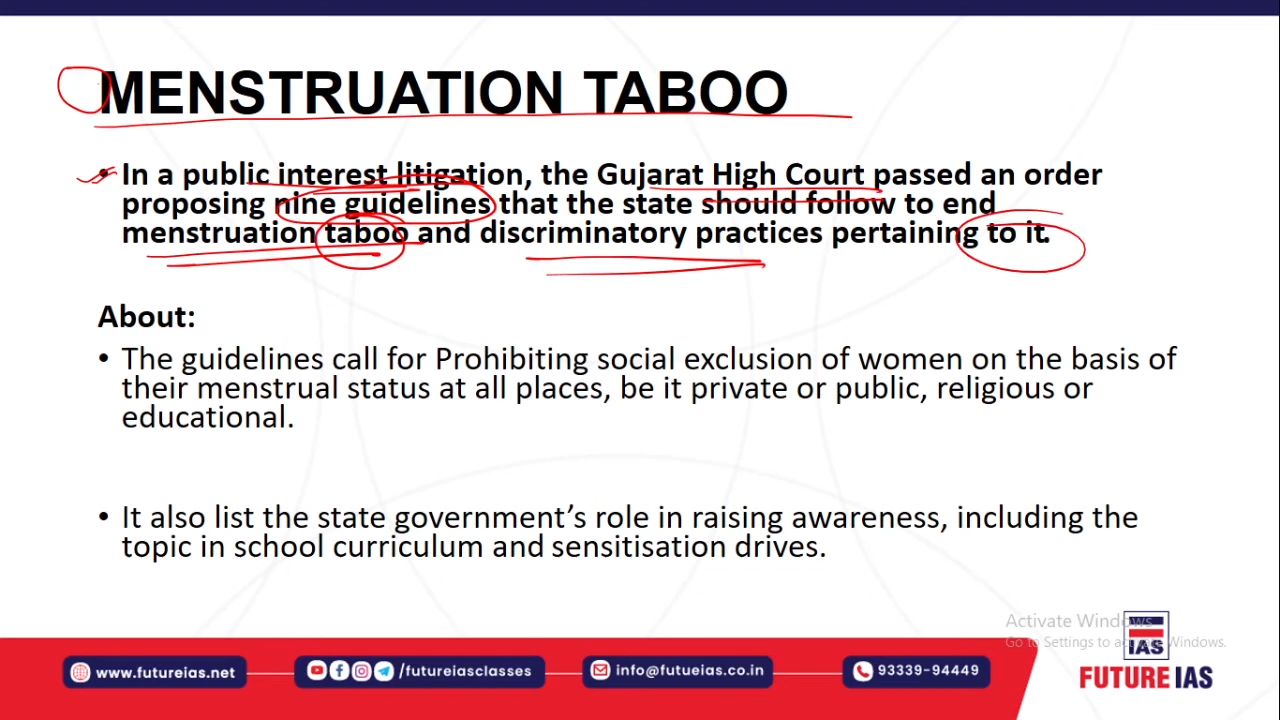 MENSTRUATION TABOO
• In a public interest litigation, the Gujarat High Court passed an order
proposing nine guidelines that the state should follow to end
menstruation taboo and discriminatory practices pertaining to it.
About:
• The guidelines call for Prohibiting social exclusion of women on the basis of
their menstrual status at all places, be it private or public, religious or
educational.
• It also list the state government’s role in raising awareness, including the
topic in school curriculum and sensitisation drives.
Activate Windows
Go to Settings to activate Windows.
IAS
FUTURE IAS
www.futureias.net
/futureiasclasses
info@futueias.co.in
93339-94449